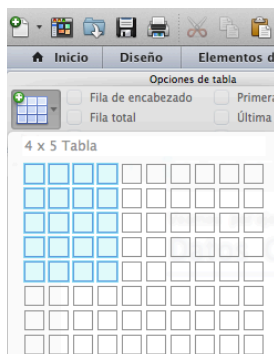 Inicio Diseño Elementos d
Opciones de tabla
Fila de encabezado Primera
Fila total Última
4 x 5 Tabla